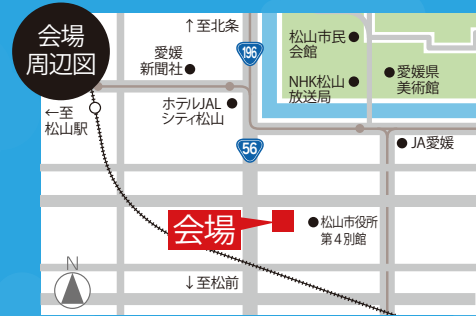 会場
周辺図
↑至北条
196
愛媛
新聞社
松山市民
会館
NHK松山
放送局
愛媛県
美術館
←至
松山駅
ホテルJAL
シティ松山
56
JA愛媛
会場
松山市役所
第4別館
N
↓至松前